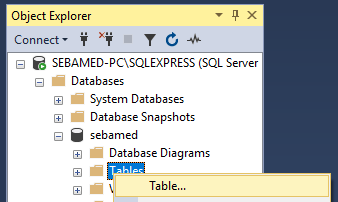 Object Explorer
Connect
SEBAMED-PC\SQLEXPRESS (SQL Server
Databases
System Databases
Database Snapshots
sebamed
Database Diagrams
Tables
Table...